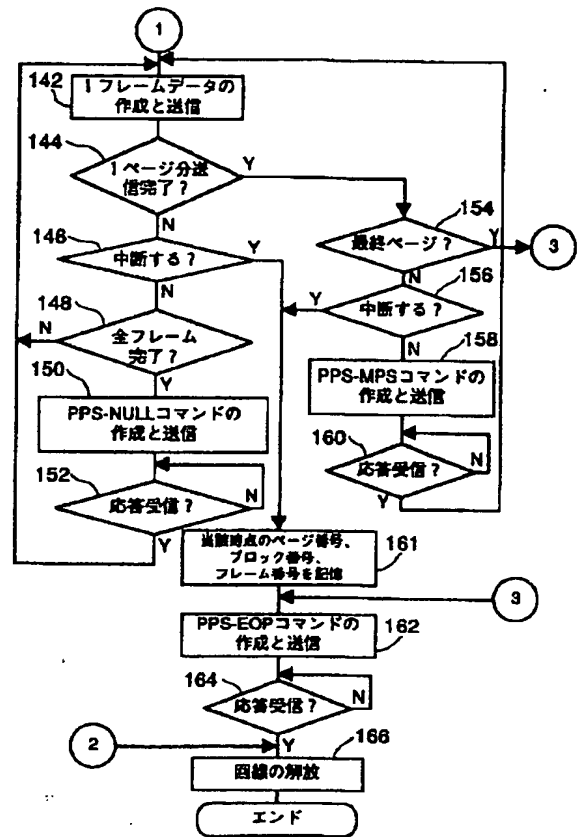 1
142
1フレームデータの
作成と送信
144
1ページ分送
信完了?
Y
N
146
中断する?
Y
N
148
全フレーム
完了?
N
Y
150
PPS-NULLコマンドの
作成と送信
152
応答受信?
N
Y
154
最終ページ?
Y
3
N
156
中断する?
Y
N
158
PPS-MPSコマンドの
作成と送信
160
応答受信?
N
Y
当該時点のページ番号、
ブロック番号、
フレーム番号を記憶
161
3
PPS-EOPコマンドの
作成と送信
162
164
応答受信?
N
Y
2
166
回線の解放
エンド